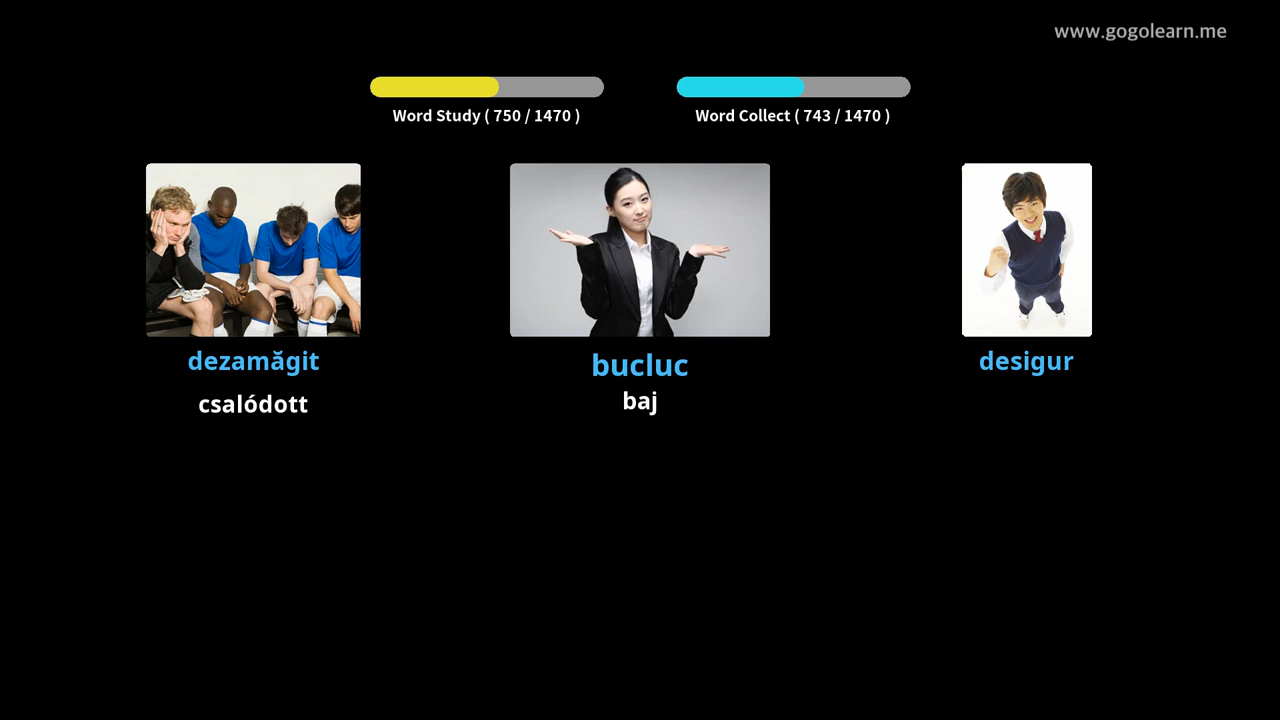 www.gogolearn.me
Word Study ( 750 / 1470 )
Word Collect ( 743 / 1470 )
dezamăgit
bucluc
desigur
csalódott
baj